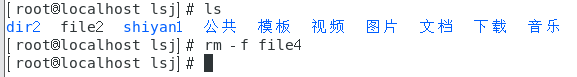 [root@localhost lsj]# ls
dir2  file2  shiyan1  公共  模板  视频  图片  文档  下载  音乐
[root@localhost lsj]# rm -f file4
[root@localhost lsj]#